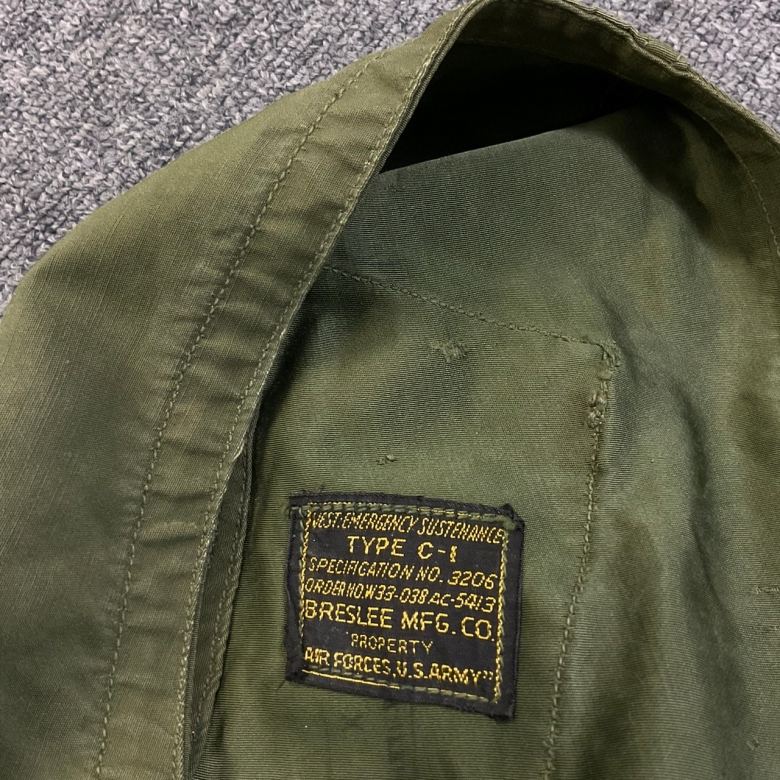 VEST.EMERGENCY SUSTENANCE
TYPE C-1
SPECIFICATION NO. 3206
ORDER NO W33-038 AC-5413
BRESLEE MFG. CO.
PROPERTY
AIR FORCES, U.S. ARMY"